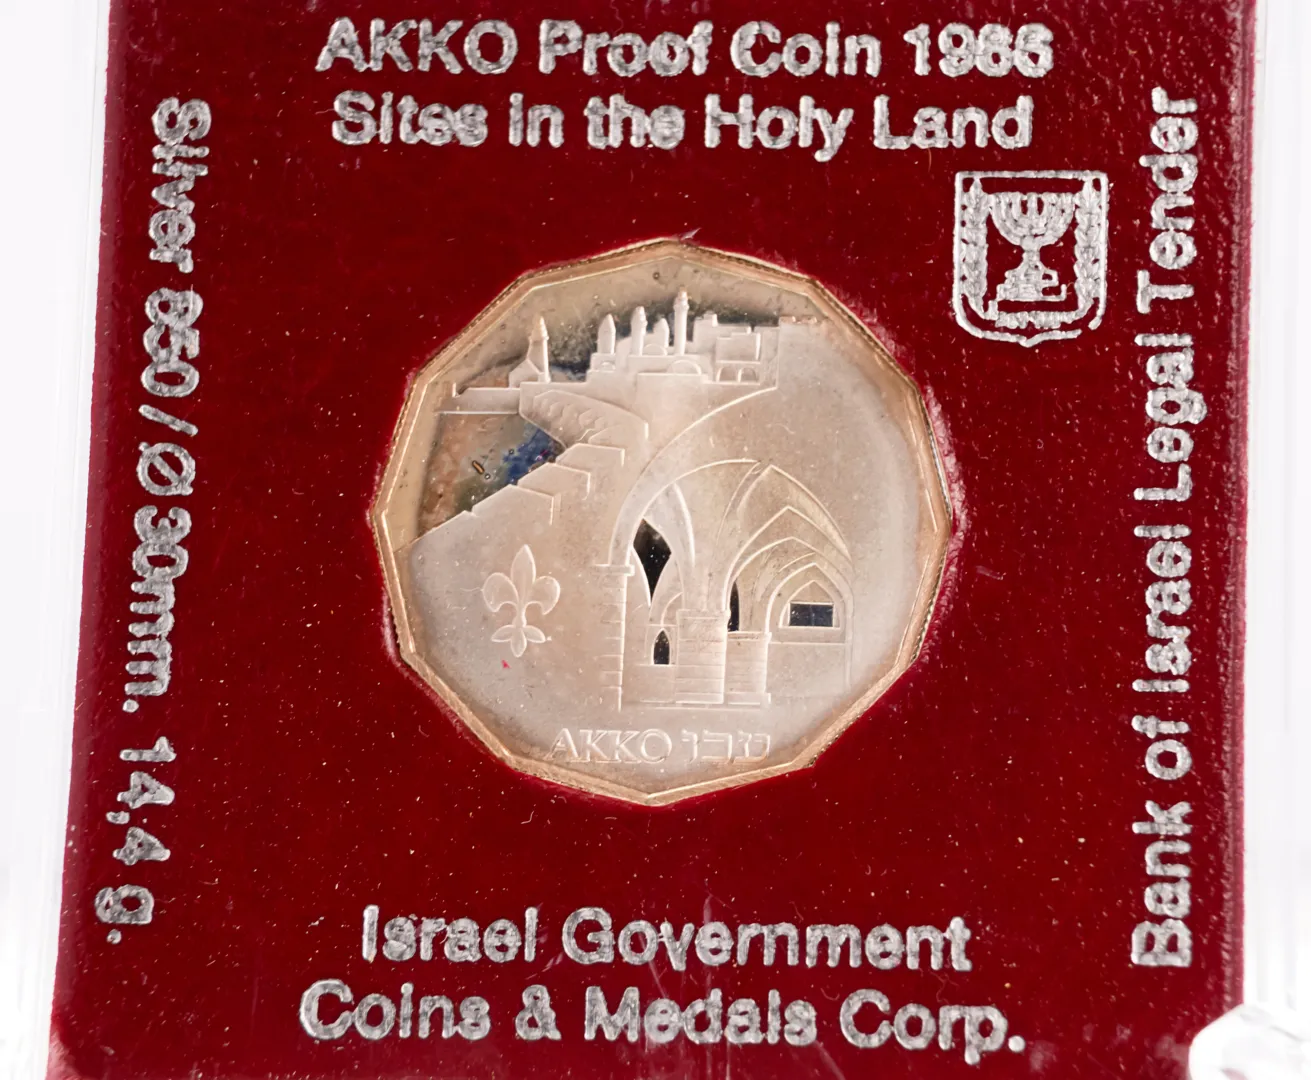 AKKO Proof Coin 1986
Sites in the Holy Land
Silver 850 / Ø 30mm. 14,4 g.
Bank of Israel Legal Tender
AKKO עכו
Israel Government
Coins & Medals Corp.